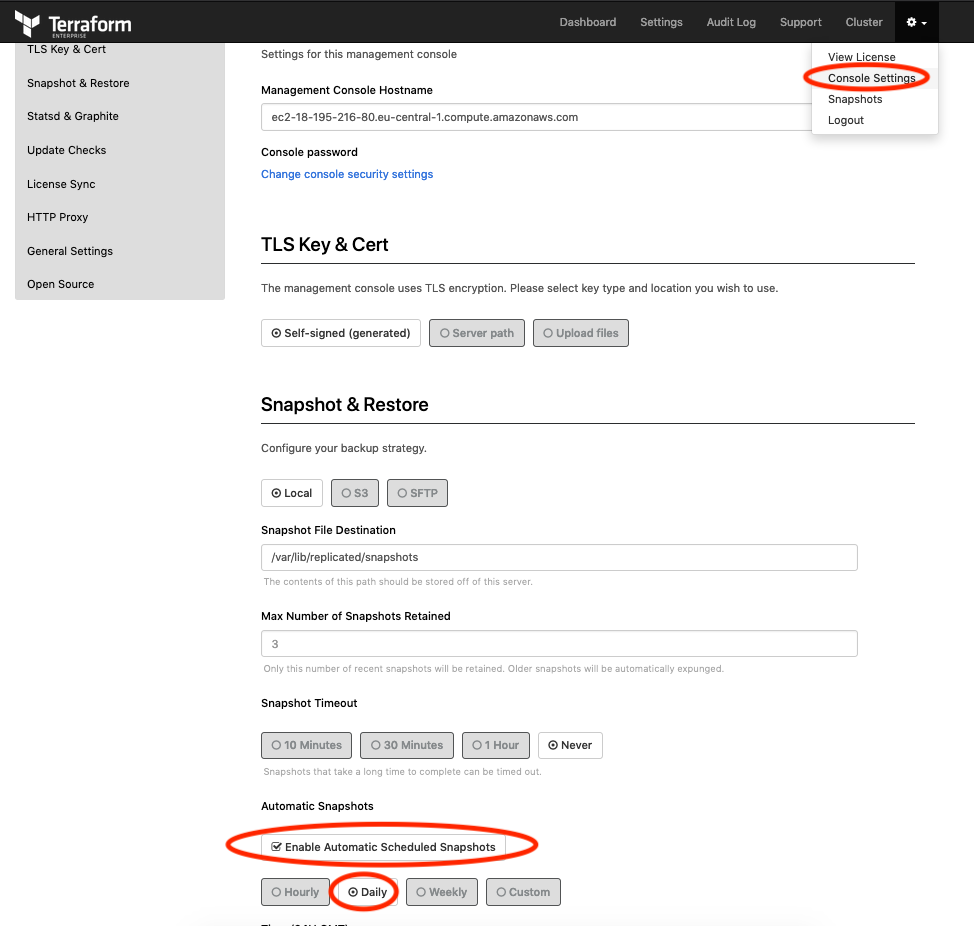 Terraform
ENTERPRISE
Dashboard Settings Audit Log Support Cluster
View License
Console Settings
Snapshots
Logout
TLS Key & Cert
Snapshot & Restore
Statsd & Graphite
Update Checks
License Sync
HTTP Proxy
General Settings
Open Source
Settings for this management console
Management Console Hostname
ec2-18-195-216-80.eu-central-1.compute.amazonaws.com
Console password
Change console security settings
TLS Key & Cert
The management console uses TLS encryption. Please select key type and location you wish to use.
Self-signed (generated) Server path Upload files
Snapshot & Restore
Configure your backup strategy.
Local S3 SFTP
Snapshot File Destination
/var/lib/replicated/snapshots
The contents of this path should be stored off of this server.
Max Number of Snapshots Retained
3
Only this number of recent snapshots will be retained. Older snapshots will be automatically expunged.
Snapshot Timeout
10 Minutes 30 Minutes 1 Hour Never
Snapshots that take a long time to complete can be timed out.
Automatic Snapshots
Enable Automatic Scheduled Snapshots
Hourly Daily Weekly Custom